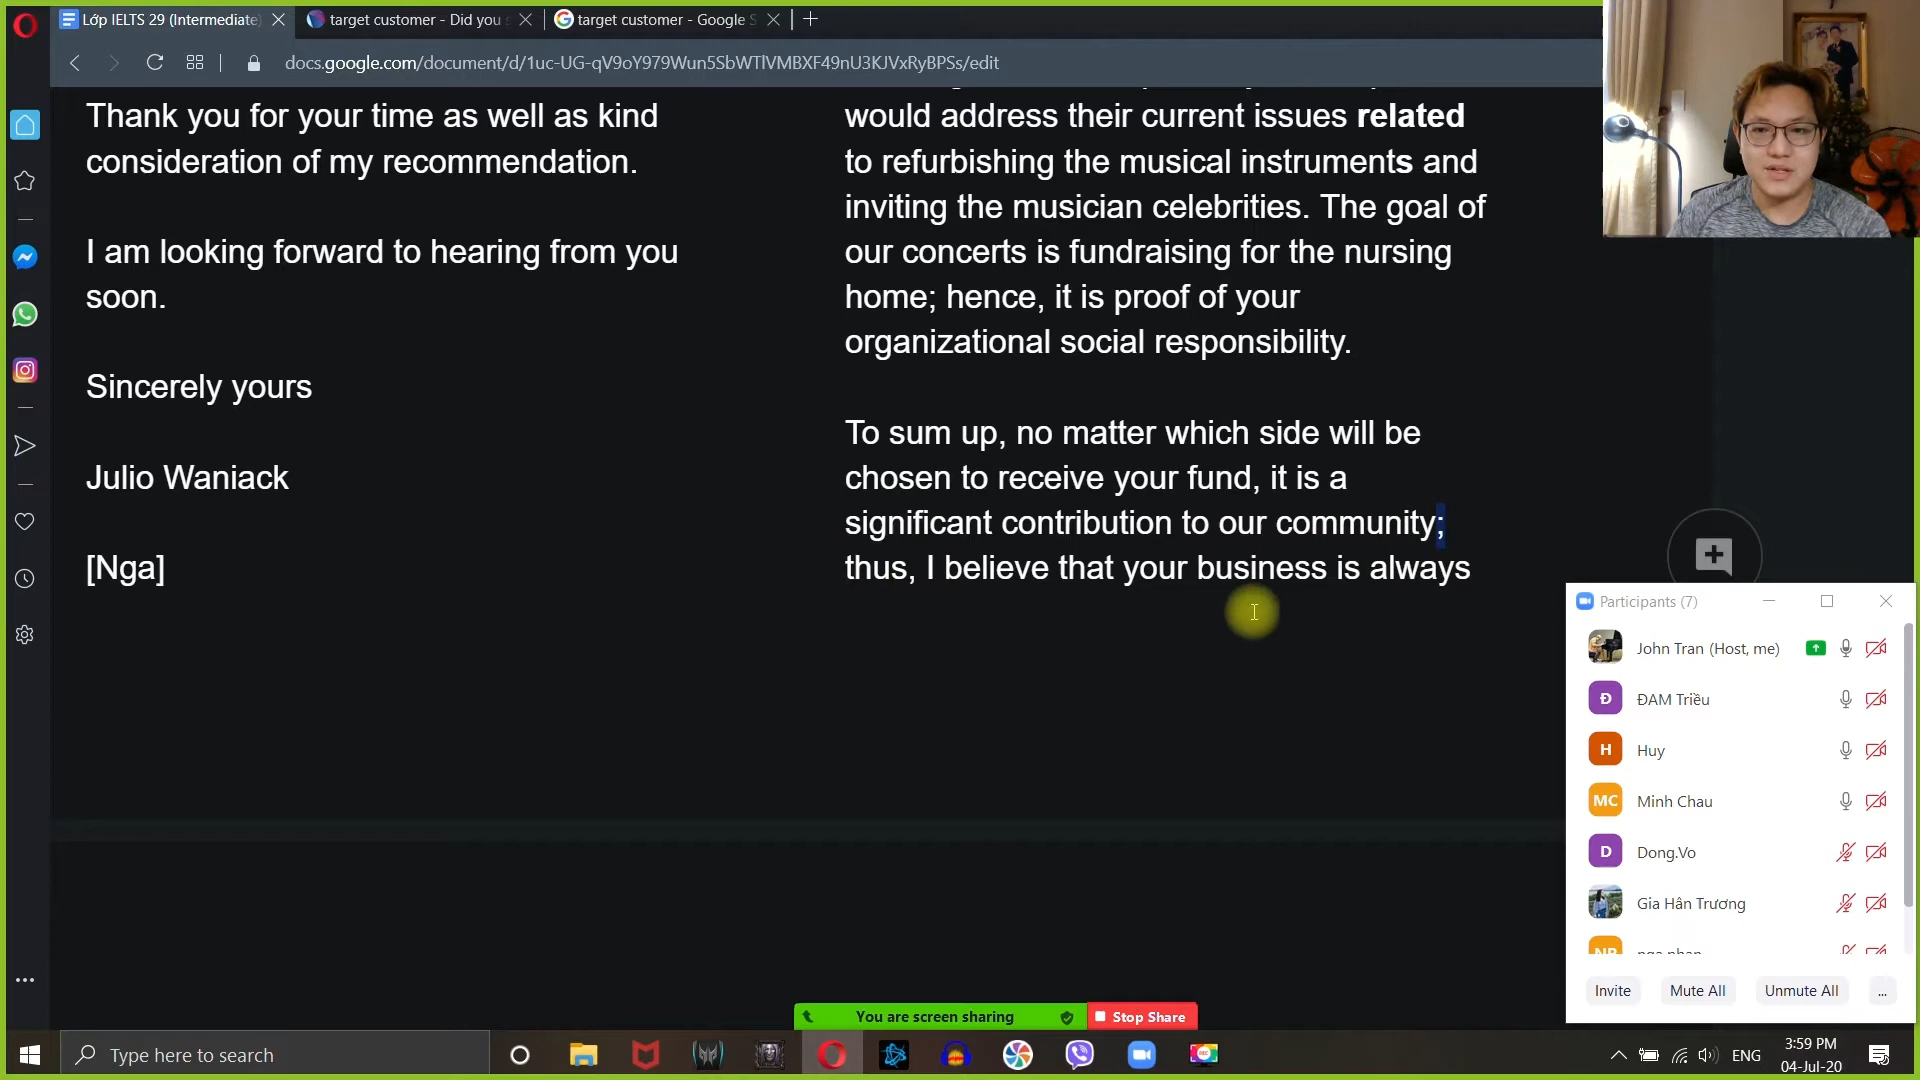 Lớp IELTS 29 (Intermediate)
target customer - Did you
target customer - Google S
docs.google.com/document/d/1uc-UG-qV9oY979Wun5SbWTlVMBXF49nU3KJVxRyBPSs/edit
Thank you for your time as well as kind
consideration of my recommendation.
I am looking forward to hearing from you
soon.
Sincerely yours
Julio Waniack
[Nga]
would address their current issues related
to refurbishing the musical instruments and
inviting the musician celebrities. The goal of
our concerts is fundraising for the nursing
home; hence, it is proof of your
organizational social responsibility.
To sum up, no matter which side will be
chosen to receive your fund, it is a
significant contribution to our community;
thus, I believe that your business is always
Participants (7)
John Tran (Host, me)
Đ ĐAM Triều
H Huy
MC Minh Chau
D Dong.Vo
Gia Hân Trương
NP nga phan
Invite Mute All Unmute All ...
You are screen sharing Stop Share
Type here to search
ENG
3:59 PM
04-Jul-20